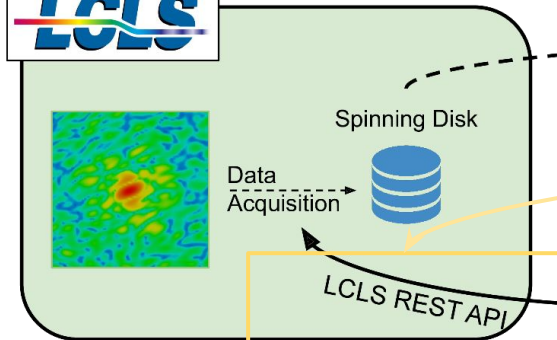 LCLS
Spinning Disk
Data
Acquisition
LCLS REST API